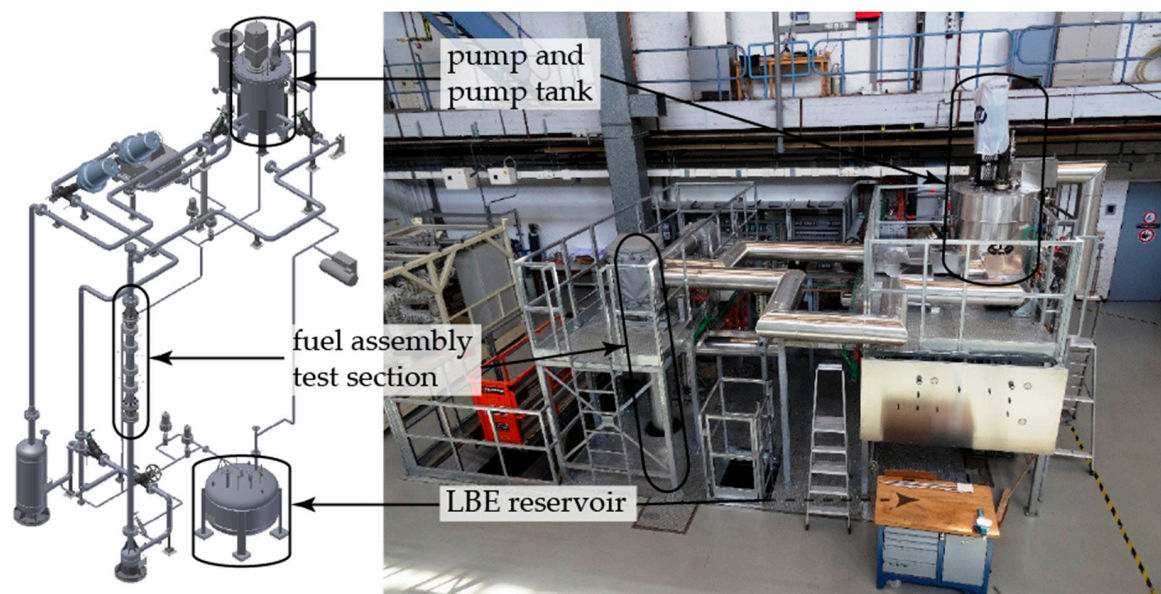 pump and
pump tank
fuel assembly
test section
LBE reservoir